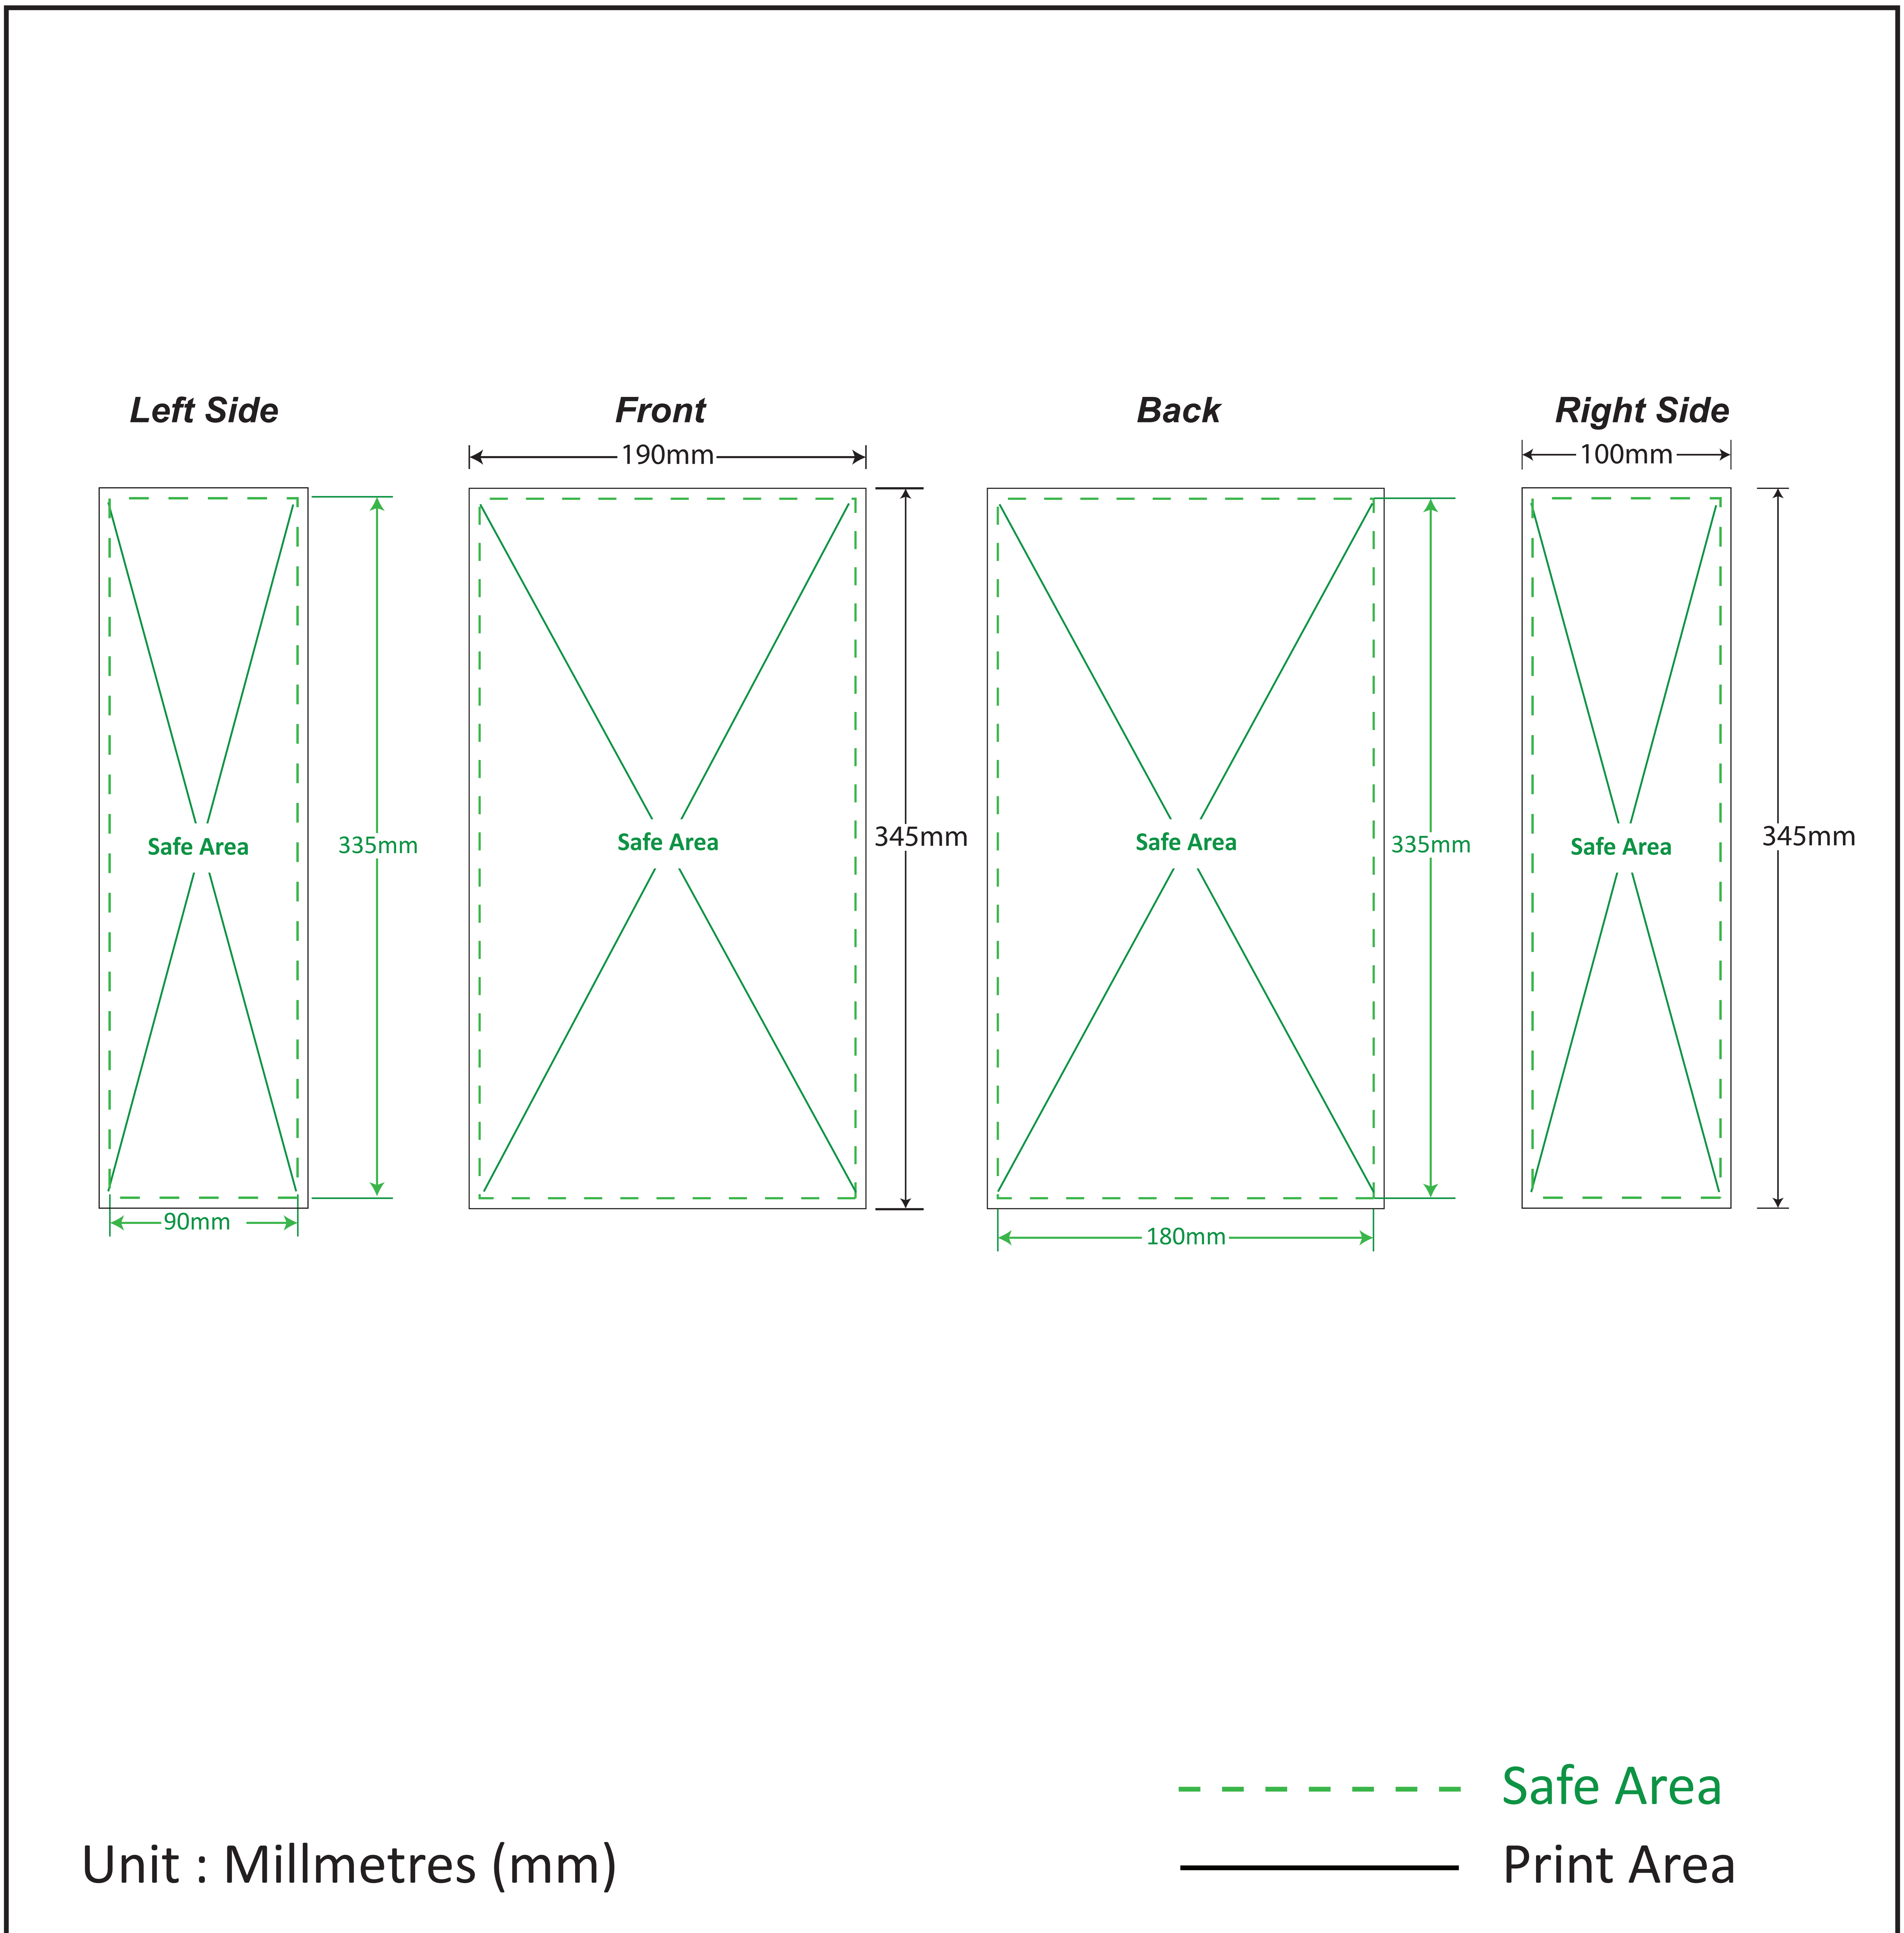 Left Side
Front
Back
Right Side
190mm
100mm
Safe Area
335mm
Safe Area
345mm
Safe Area
335mm
Safe Area
345mm
90mm
180mm
Safe Area
Unit : Millmetres (mm)
Print Area